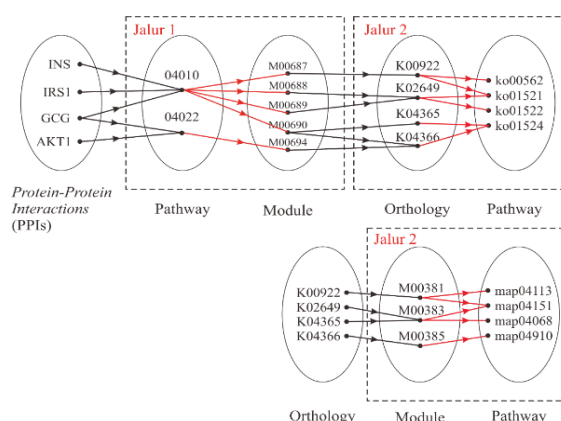 Jalur 1
Jalur 2
INS
IRS1
GCG
AKT1
04010
04022
M00687
M00688
M00689
M00690
M00694
K00922
K02649
K04365
K04366
ko00562
ko01521
ko01522
ko01524
Protein-Protein
Interactions
(PPIs)
Pathway
Module
Orthology
Pathway
Jalur 2
K00922
K02649
K04365
K04366
M00381
M00383
M00385
map04113
map04151
map04068
map04910
Orthology
Module
Pathway